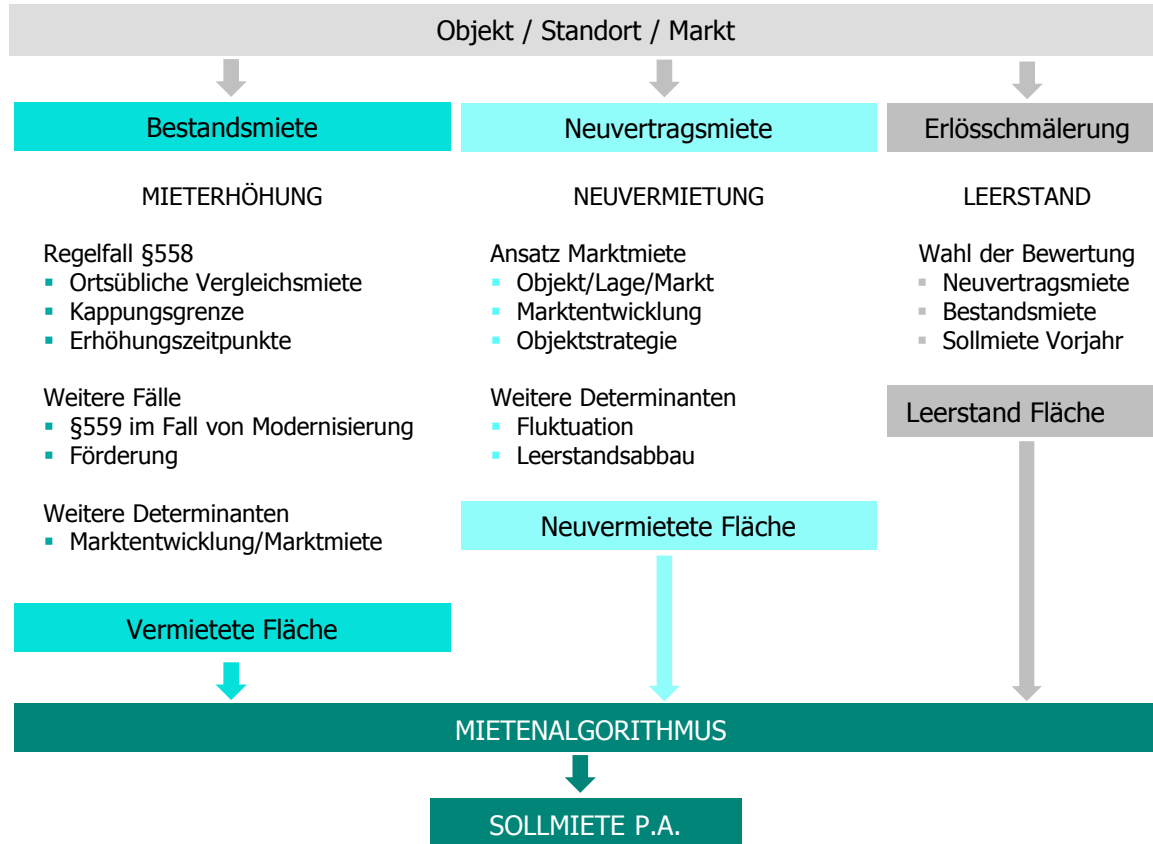 Objekt / Standort / Markt
Bestandsmiete
MIETERHÖHUNG
Regelfall §558
▪ Ortsübliche Vergleichsmiete
▪ Kappungsgrenze
▪ Erhöhungszeitpunkte
Weitere Fälle
▪ §559 im Fall von Modernisierung
▪ Förderung
Weitere Determinanten
▪ Marktentwicklung/Marktmiete
Vermietete Fläche
Neuvertragsmiete
NEUVERMIETUNG
Ansatz Marktmiete
▪ Objekt/Lage/Markt
▪ Marktentwicklung
▪ Objektstrategie
Weitere Determinanten
▪ Fluktuation
▪ Leerstandsabbau
Neuvermietete Fläche
Erlösschmälerung
LEERSTAND
Wahl der Bewertung
▪ Neuvertragsmiete
▪ Bestandsmiete
▪ Sollmiete Vorjahr
Leerstand Fläche
MIETENALGORITHMUS
SOLLMIETE P.A.